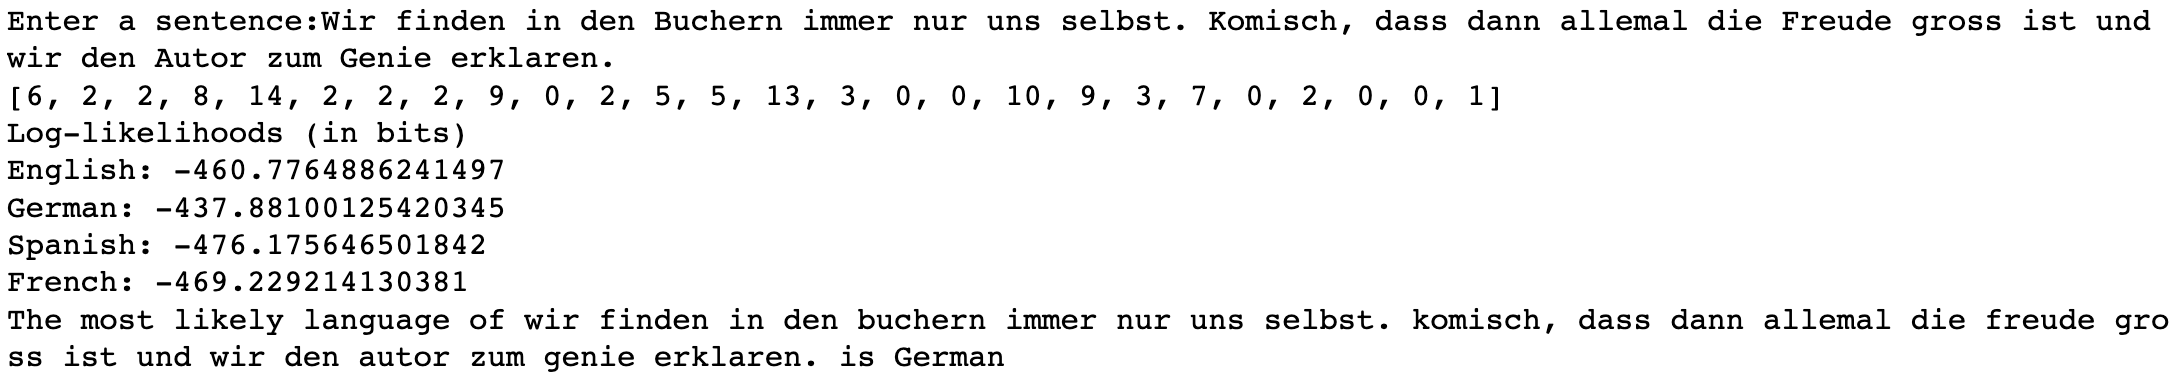 Enter a sentence:Wir finden in den Buchern immer nur uns selbst. Komisch, dass dann allemal die Freude gross ist und
wir den Autor zum Genie erklaren.
[6, 2, 2, 8, 14, 2, 2, 2, 9, 0, 2, 5, 5, 13, 3, 0, 0, 10, 9, 3, 7, 0, 2, 0, 0, 1]
Log-likelihoods (in bits)
English: -460.7764886241497
German: -437.88100125420345
Spanish: -476.175646501842
French: -469.229214130381
The most likely language of wir finden in den buchern immer nur uns selbst. komisch, dass dann allemal die freude gro
ss ist und wir den autor zum genie erklaren. is German